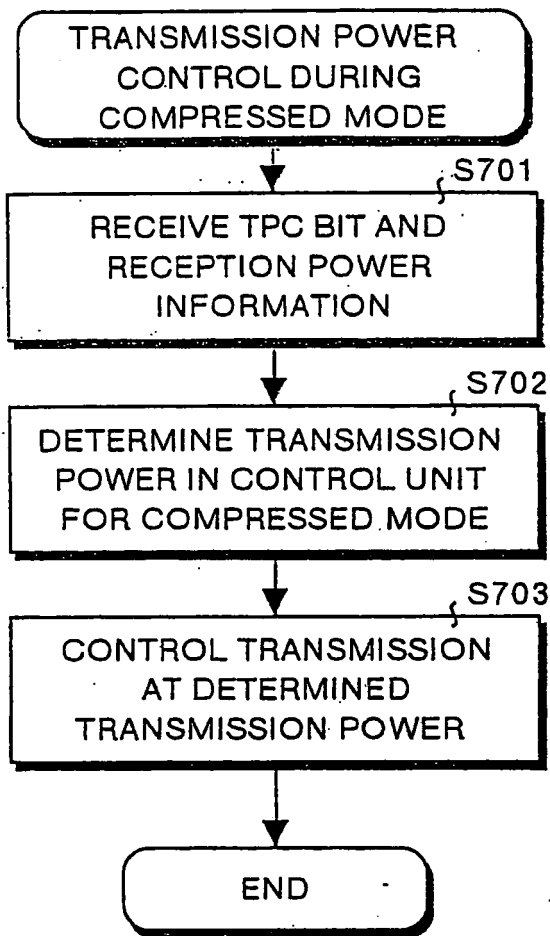 TRANSMISSION POWER
CONTROL DURING
COMPRESSED MODE
S701
RECEIVE TPC BIT AND
RECEPTION POWER
INFORMATION
S702
DETERMINE TRANSMISSION
POWER IN CONTROL UNIT
FOR COMPRESSED MODE
S703
CONTROL TRANSMISSION
AT DETERMINED
TRANSMISSION POWER
END